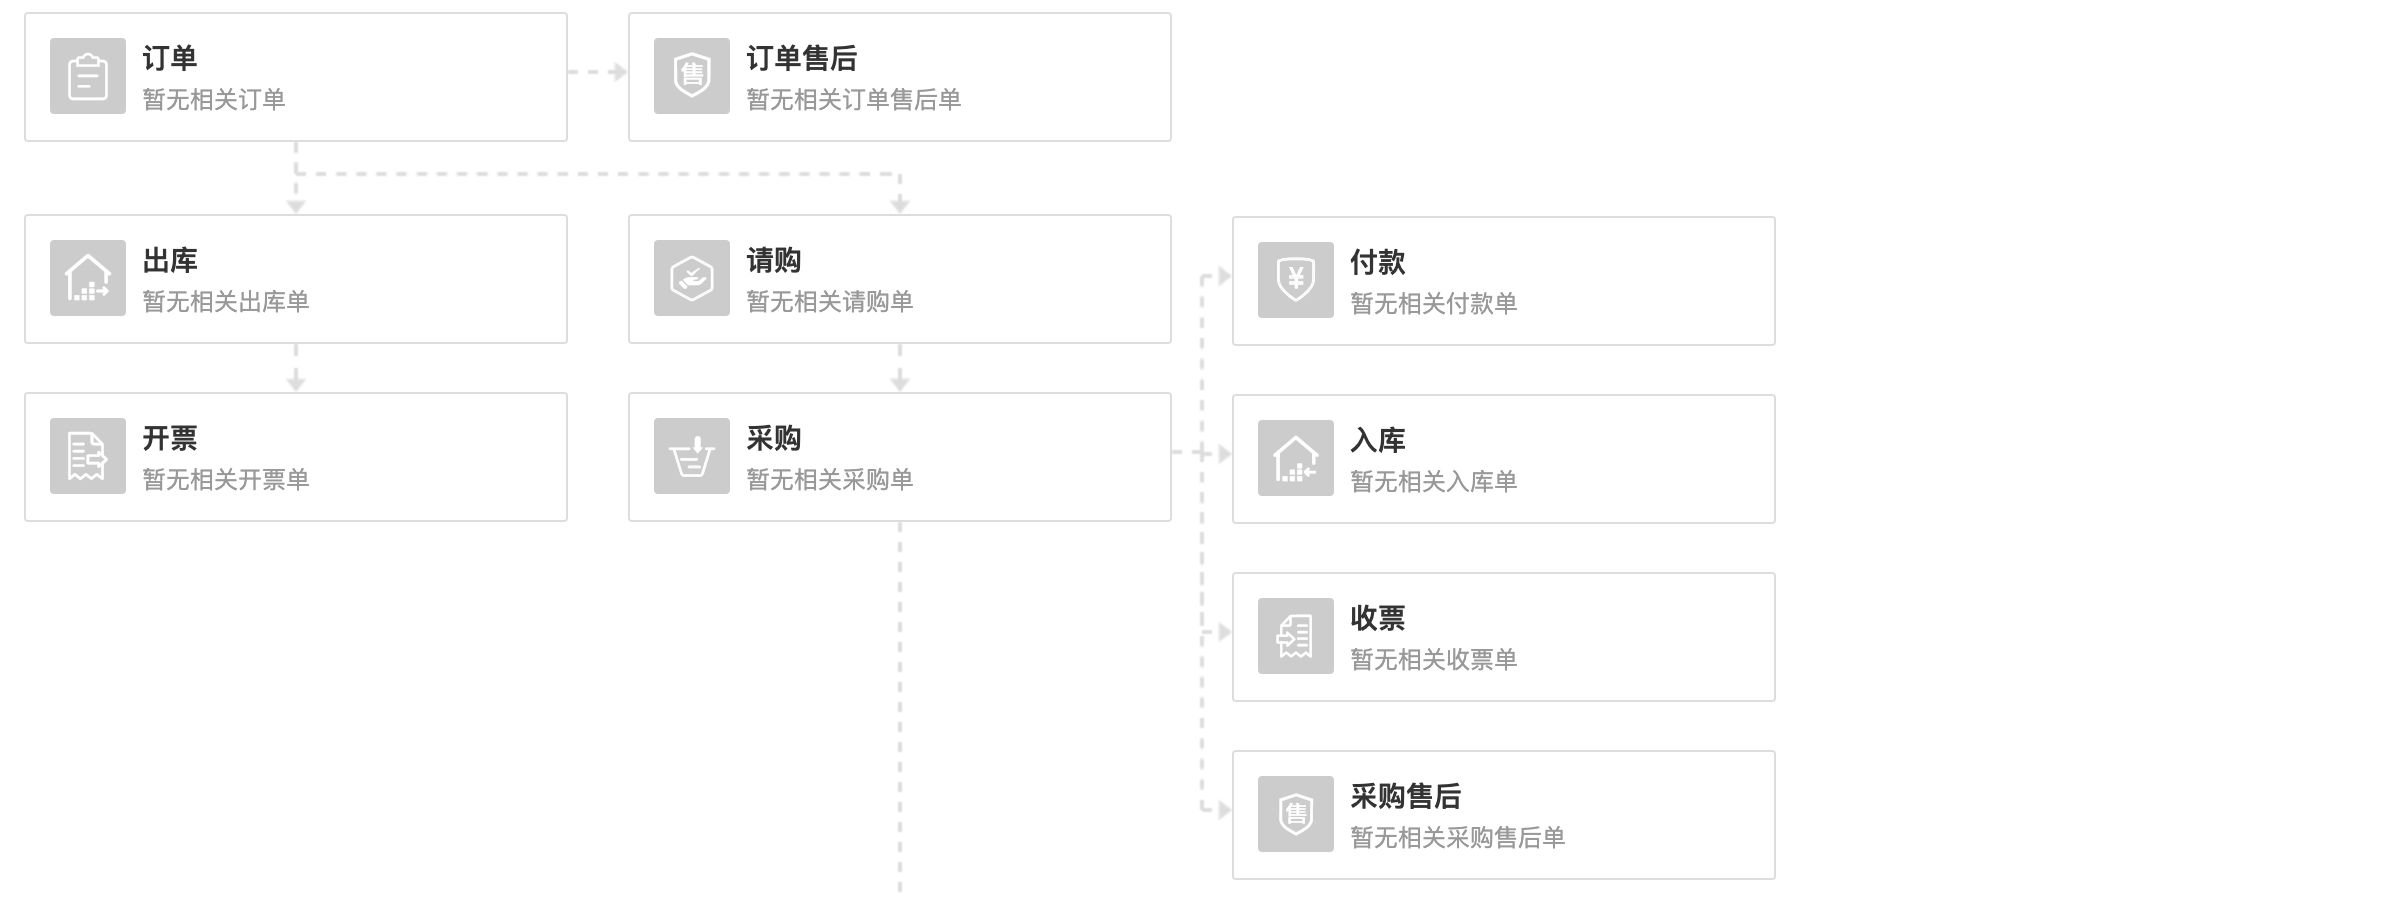 订单
暂无相关订单
订单售后
暂无相关订单售后单
出库
暂无相关出库单
请购
暂无相关请购单
付款
暂无相关付款单
开票
暂无相关开票单
采购
暂无相关采购单
入库
暂无相关入库单
收票
暂无相关收票单
采购售后
暂无相关采购售后单
售
¥
售